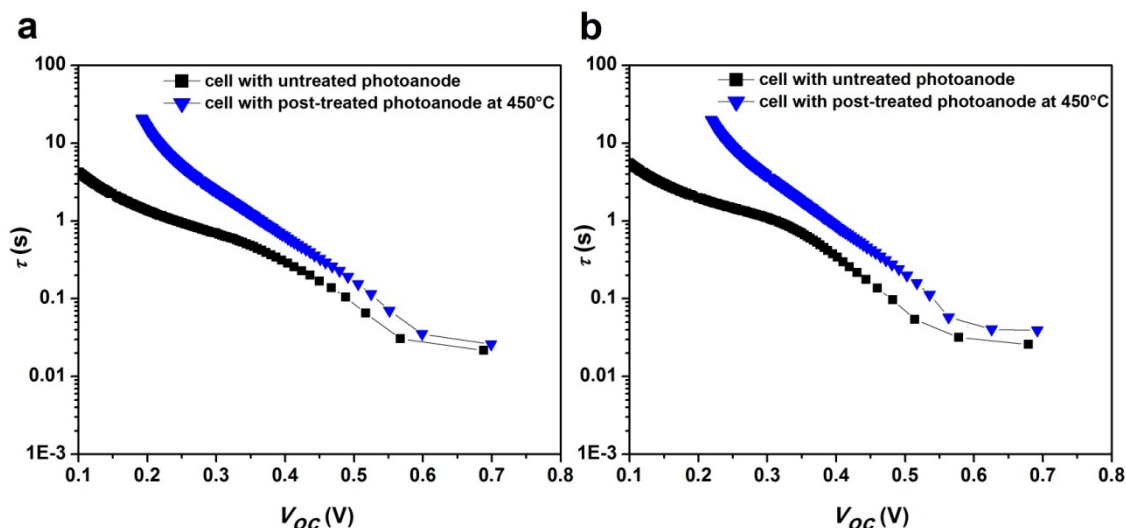 a
100
10
1
0.1
0.01
1E-3
τ (s)
cell with untreated photoanode
cell with post-treated photoanode at 450°C
0.1 0.2 0.3 0.4 0.5 0.6 0.7 0.8
VOC (V)
b
100
10
1
0.1
0.01
1E-3
τ (s)
cell with untreated photoanode
cell with post-treated photoanode at 450°C
0.1 0.2 0.3 0.4 0.5 0.6 0.7 0.8
VOC (V)